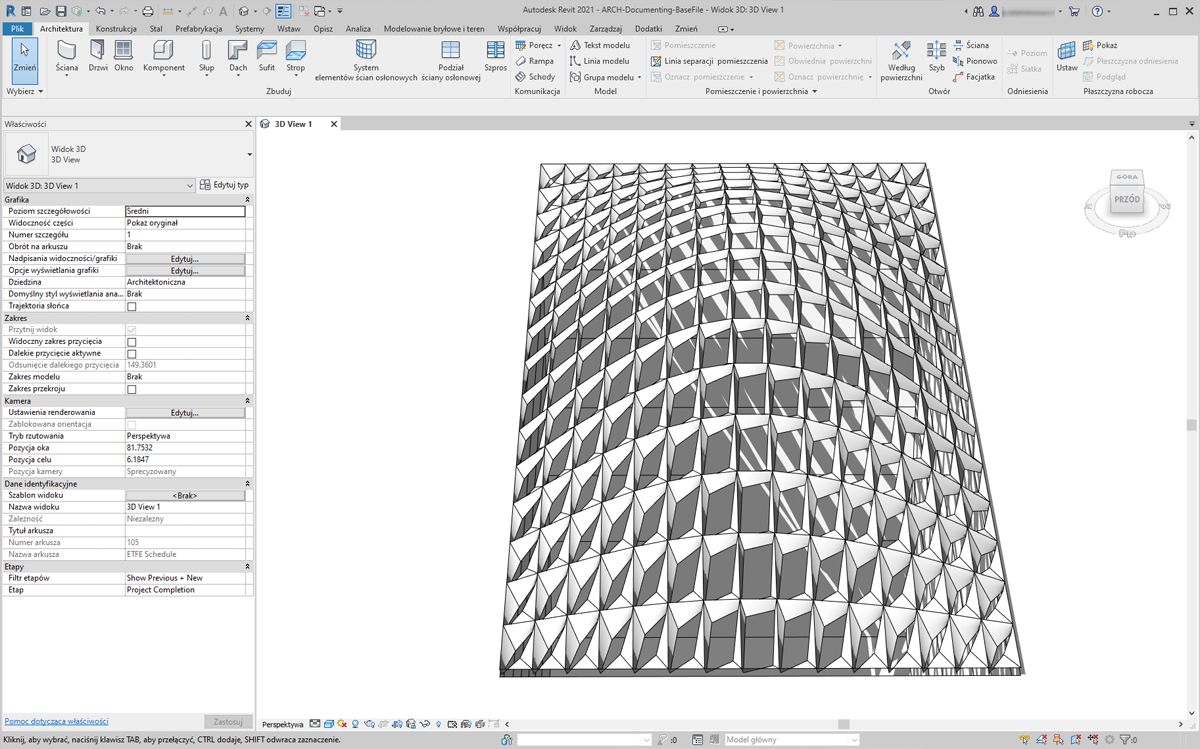 Autodesk Revit 2021 - ARCH-Documenting-BaseFile - Widok 3D: 3D View 1
Plik Architektura Konstrukcja Stal Prefabrykacja Systemy Wstaw Opisz Analiza Modelowanie bryłowe i teren Współpracuj Widok Zarządzaj Dodatki Zmień
Zmień
Wybierz
Ściana
Drzwi
Okno
Komponent
Słup
Dach
Sufit
Strop
System
elementów ścian osłonowych
Podział
ściany osłonowej
Szpros
Zbuduj
Poręcz
Rampa
Schody
Komunikacja
Tekst modelu
Linia modelu
Grupa modelu
Model
Pomieszczenie
Linia separacji pomieszczenia
Oznacz pomieszczenie
Powierzchnia
Obwiednia powierzchni
Oznacz powierzchnię
Pomieszczenie i powierzchnia
Według
powierzchni
Szyb
Ściana
Pionowo
Facjatka
Otwór
Poziom
Siatka
Odniesienia
Ustaw
Pokaż
Płaszczyzna odniesienia
Podgląd
Płaszczyzna robocza
Właściwości
Widok 3D
3D View
Widok 3D: 3D View 1
Edytuj typ
Grafika
Poziom szczegółowości Średni
Widoczność części Pokaż oryginał
Numer szczegółu 1
Obrót na arkuszu Brak
Nadpisania widoczności/grafiki Edytuj...
Opcje wyświetlania grafiki Edytuj...
Dziedzina Architektoniczna
Domyślny styl wyświetlania ana... Brak
Trajektoria słońca
Zakres
Przytnij widok
Widoczny zakres przycięcia
Dalekie przycięcie aktywne
Odsunięcie dalekiego przycięcia 149.3601
Zakres modelu Brak
Zakres przekroju
Kamera
Ustawienia renderowania Edytuj...
Zablokowana orientacja
Tryb rzutowania Perspektywa
Pozycja oka 81.7532
Pozycja celu 6.1847
Pozycja kamery Sprecyzowany
Dane identyfikacyjne
Szablon widoku <Brak>
Nazwa widoku 3D View 1
Zależność Niezależny
Tytuł arkusza
Numer arkusza 105
Nazwa arkusza ETFE Schedule
Etapy
Filtr etapów Show Previous + New
Etap Project Completion
Pomoc dotycząca właściwości
Zastosuj
3D View 1
GÓRA
PRZÓD
Perspektywa
Kliknij, aby wybrać, naciśnij klawisz TAB, aby przełączyć, CTRL dodaje, SHIFT odwraca zaznaczenie.
:0
Model główny
:0